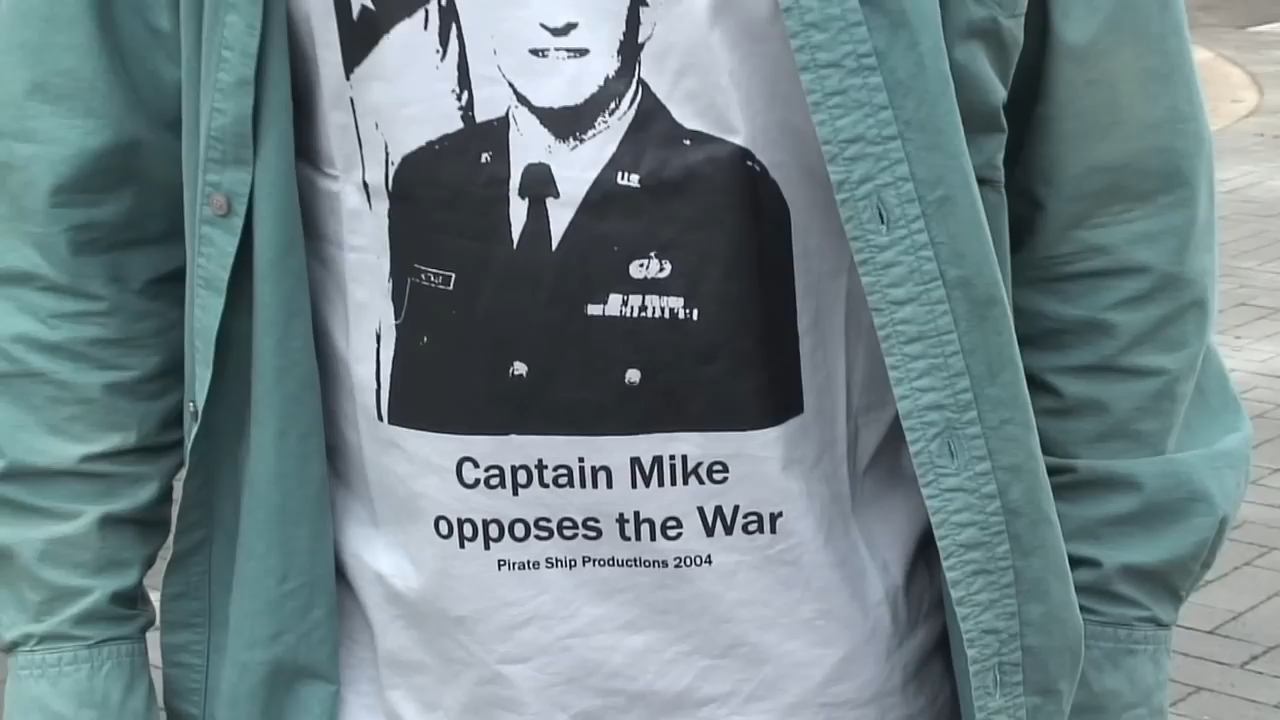 U.S.
Captain Mike
opposes the War
Pirate Ship Productions 2004